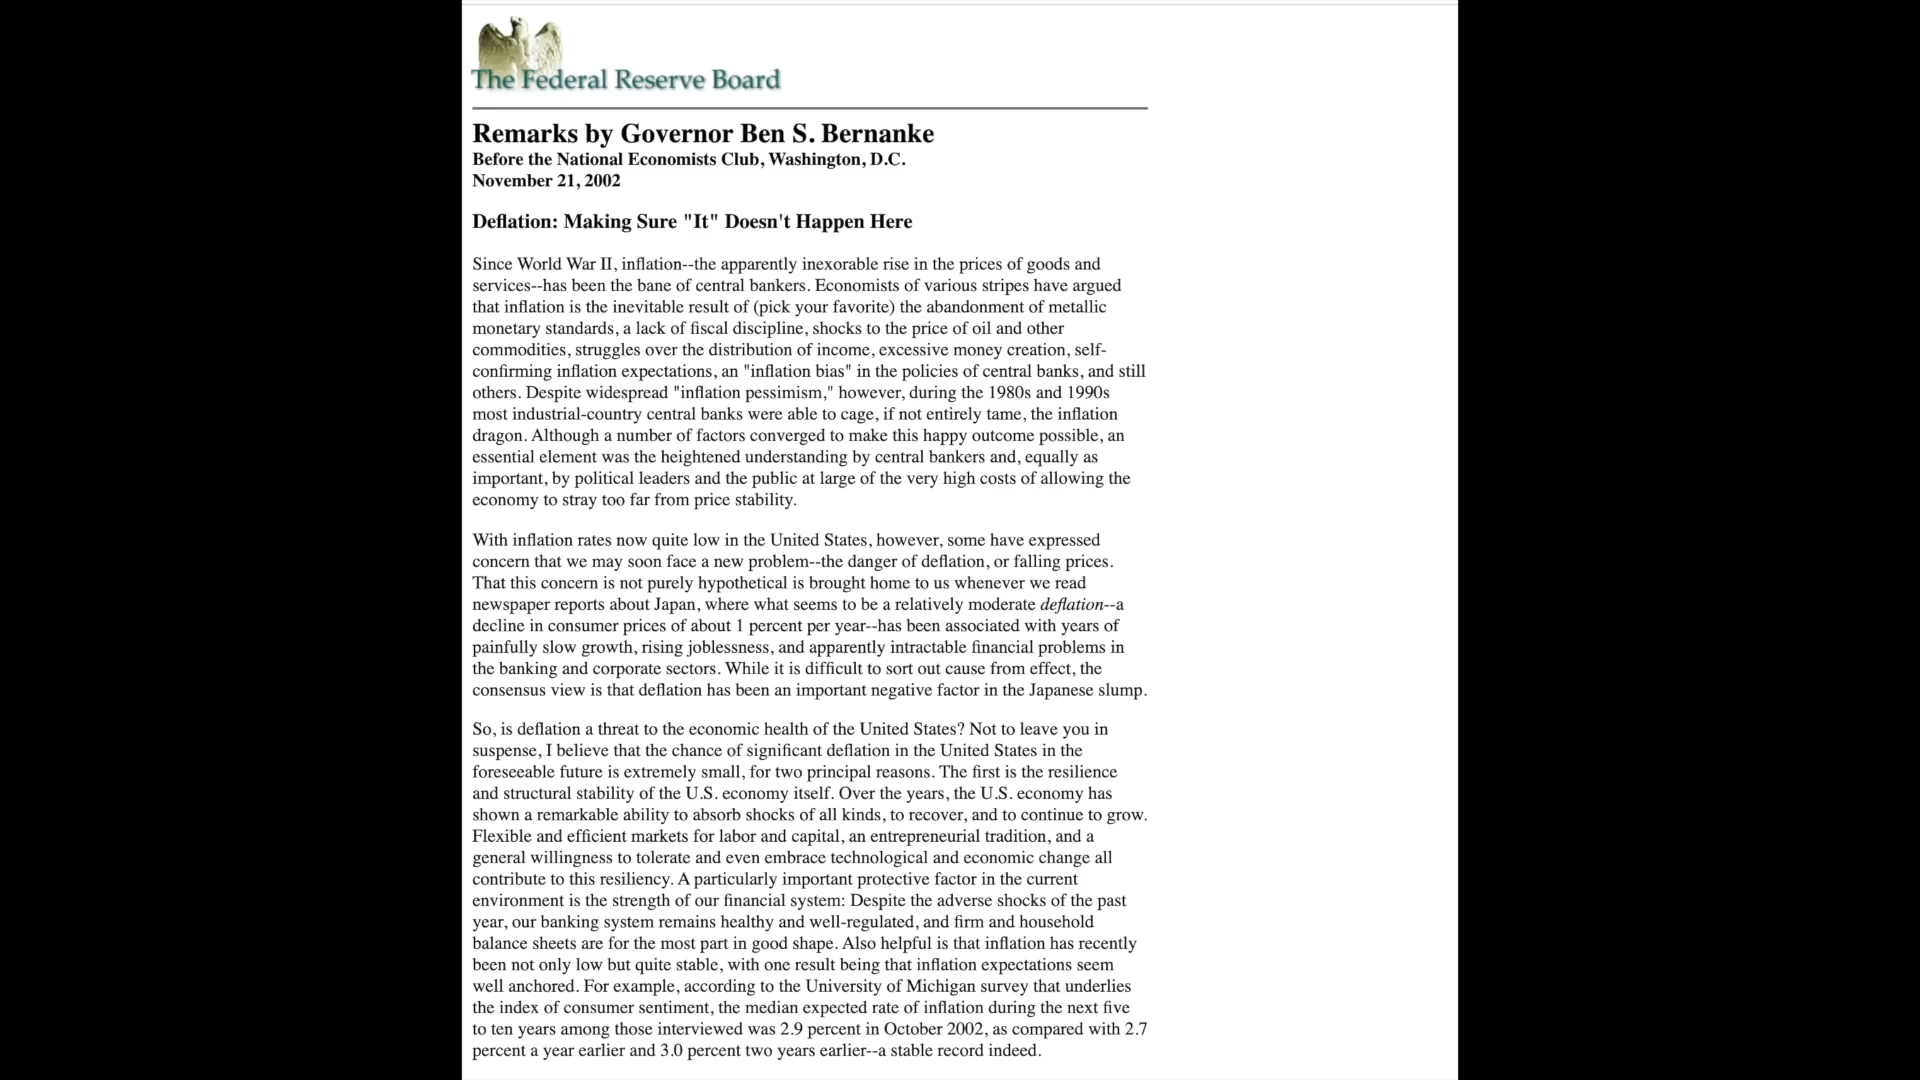 The Federal Reserve Board
Remarks by Governor Ben S. Bernanke
Before the National Economists Club, Washington, D.C.
November 21, 2002
Deflation: Making Sure "It" Doesn't Happen Here
Since World War II, inflation--the apparently inexorable rise in the prices of goods and
services--has been the bane of central bankers. Economists of various stripes have argued
that inflation is the inevitable result of (pick your favorite) the abandonment of metallic
monetary standards, a lack of fiscal discipline, shocks to the price of oil and other
commodities, struggles over the distribution of income, excessive money creation, self-
confirming inflation expectations, an "inflation bias" in the policies of central banks, and still
others. Despite widespread "inflation pessimism," however, during the 1980s and 1990s
most industrial-country central banks were able to cage, if not entirely tame, the inflation
dragon. Although a number of factors converged to make this happy outcome possible, an
essential element was the heightened understanding by central bankers and, equally as
important, by political leaders and the public at large of the very high costs of allowing the
economy to stray too far from price stability.
With inflation rates now quite low in the United States, however, some have expressed
concern that we may soon face a new problem--the danger of deflation, or falling prices.
That this concern is not purely hypothetical is brought home to us whenever we read
newspaper reports about Japan, where what seems to be a relatively moderate deflation--a
decline in consumer prices of about 1 percent per year--has been associated with years of
painfully slow growth, rising joblessness, and apparently intractable financial problems in
the banking and corporate sectors. While it is difficult to sort out cause from effect, the
consensus view is that deflation has been an important negative factor in the Japanese slump.
So, is deflation a threat to the economic health of the United States? Not to leave you in
suspense, I believe that the chance of significant deflation in the United States in the
foreseeable future is extremely small, for two principal reasons. The first is the resilience
and structural stability of the U.S. economy itself. Over the years, the U.S. economy has
shown a remarkable ability to absorb shocks of all kinds, to recover, and to continue to grow.
Flexible and efficient markets for labor and capital, an entrepreneurial tradition, and a
general willingness to tolerate and even embrace technological and economic change all
contribute to this resiliency. A particularly important protective factor in the current
environment is the strength of our financial system: Despite the adverse shocks of the past
year, our banking system remains healthy and well-regulated, and firm and household
balance sheets are for the most part in good shape. Also helpful is that inflation has recently
been not only low but quite stable, with one result being that inflation expectations seem
well anchored. For example, according to the University of Michigan survey that underlies
the index of consumer sentiment, the median expected rate of inflation during the next five
to ten years among those interviewed was 2.9 percent in October 2002, as compared with 2.7
percent a year earlier and 3.0 percent two years earlier--a stable record indeed.